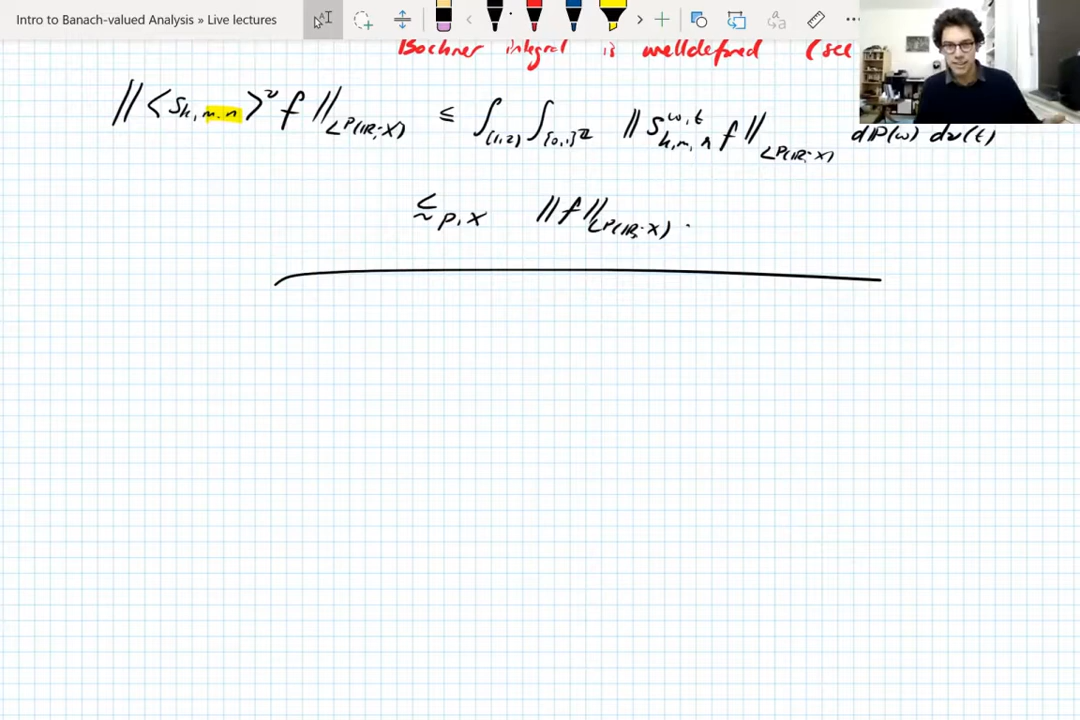 Intro to Banach-valued Analysis » Live lectures
Bochner integral is welldefined (see
‖⟨S_{k,m,n}⟩^ν f‖_{L^p(ℝ;X)} ≤ ∫_{(1,2)} ∫_{{0,1}^ℤ} ‖S^{ω,t}_{k,m,n} f‖_{L^p(ℝ;X)} dP(ω) dν(t)
≲_{p,X} ‖f‖_{L^p(ℝ;X)}.